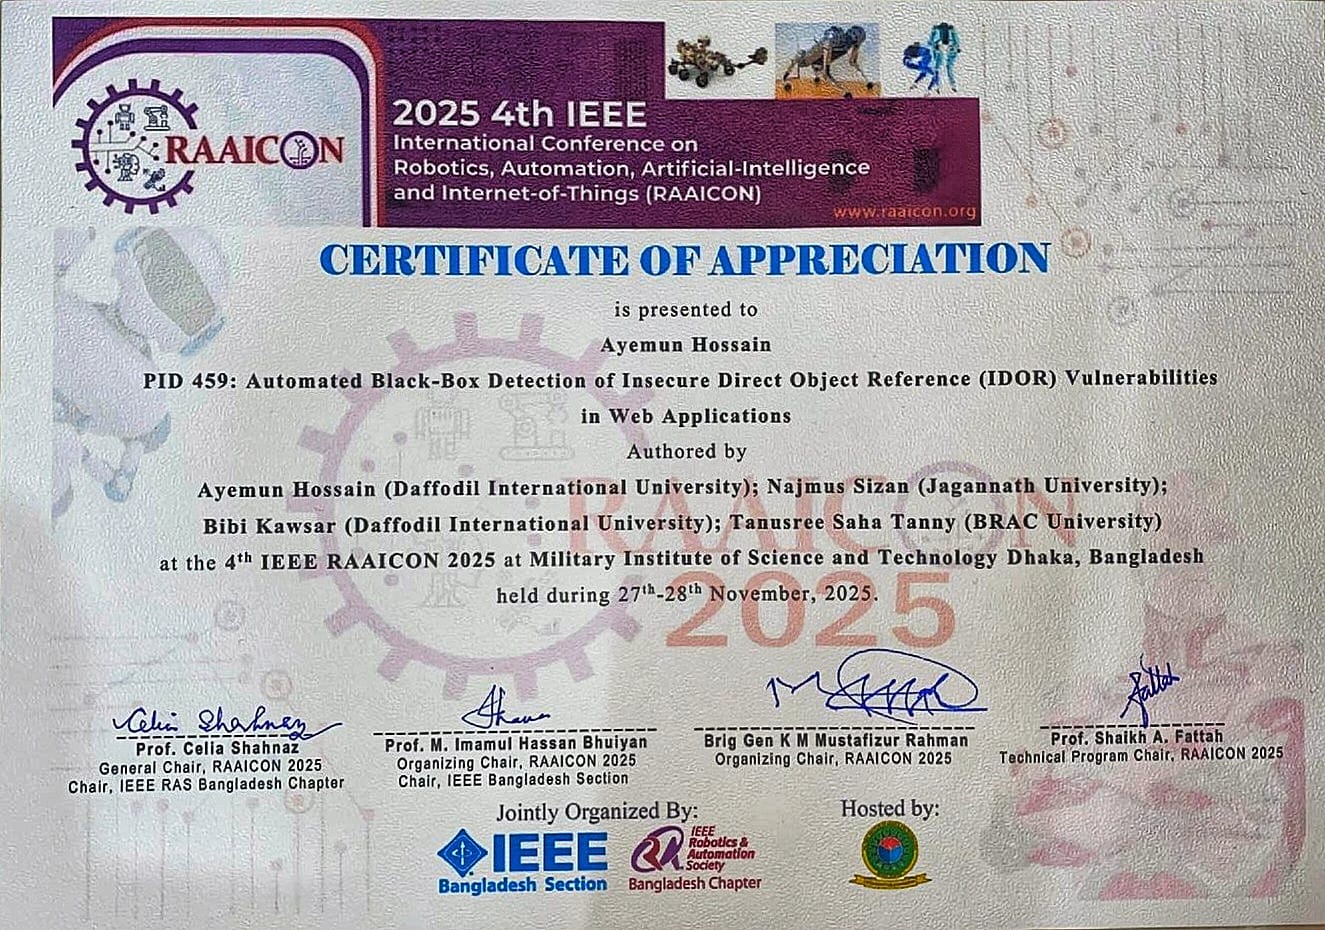 RAAICON
2025 4th IEEE
International Conference on
Robotics, Automation, Artificial-Intelligence
and Internet-of-Things (RAAICON)
www.raaicon.org
CERTIFICATE OF APPRECIATION
is presented to
Ayemun Hossain
PID 459: Automated Black-Box Detection of Insecure Direct Object Reference (IDOR) Vulnerabilities
in Web Applications
Authored by
Ayemun Hossain (Daffodil International University); Najmus Sizan (Jagannath University);
Bibi Kawsar (Daffodil International University); Tanusree Saha Tanny (BRAC University)
at the 4th IEEE RAAICON 2025 at Military Institute of Science and Technology Dhaka, Bangladesh
held during 27th-28th November, 2025.
RAAICON
2025
Celia Shahnaz
Fattah
Prof. Celia Shahnaz
General Chair, RAAICON 2025
Chair, IEEE RAS Bangladesh Chapter
Prof. M. Imamul Hassan Bhuiyan
Organizing Chair, RAAICON 2025
Chair, IEEE Bangladesh Section
Brig Gen K M Mustafizur Rahman
Organizing Chair, RAAICON 2025
Prof. Shaikh A. Fattah
Technical Program Chair, RAAICON 2025
Jointly Organized By:
IEEE
Bangladesh Section
IEEE
Robotics &
Automation
Society
Bangladesh Chapter
Hosted by: